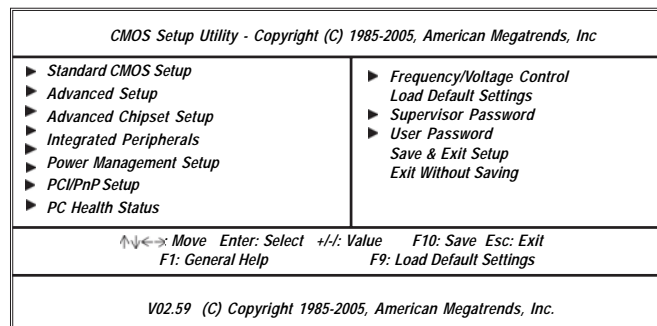 CMOS Setup Utility - Copyright (C) 1985-2005, American Megatrends, Inc
► Standard CMOS Setup
► Advanced Setup
► Advanced Chipset Setup
► Integrated Peripherals
► Power Management Setup
► PCI/PnP Setup
► PC Health Status
► Frequency/Voltage Control
Load Default Settings
► Supervisor Password
► User Password
Save & Exit Setup
Exit Without Saving
↑↓←→: Move Enter: Select +/-/: Value F10: Save Esc: Exit
F1: General Help F9: Load Default Settings
V02.59 (C) Copyright 1985-2005, American Megatrends, Inc.